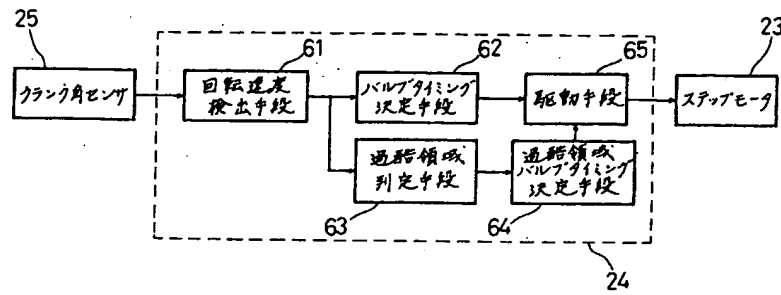 25
61
62
65
23
クランク角センサ
回転速度
検出手段
バルブタイミング
決定手段
駆動手段
ステップモータ
過酷領域
判定手段
過酷領域
バルブタイミング
決定手段
63
64
24